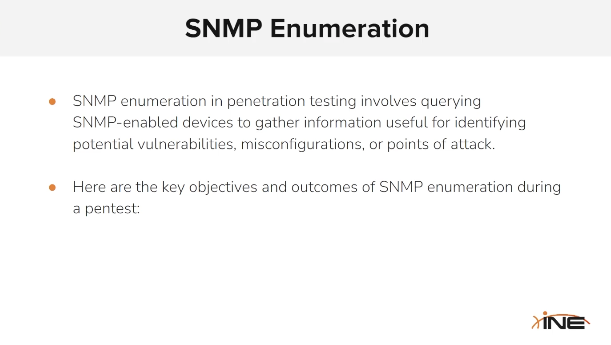 SNMP Enumeration
SNMP enumeration in penetration testing involves querying
SNMP-enabled devices to gather information useful for identifying
potential vulnerabilities, misconfigurations, or points of attack.
Here are the key objectives and outcomes of SNMP enumeration during
a pentest:
INE